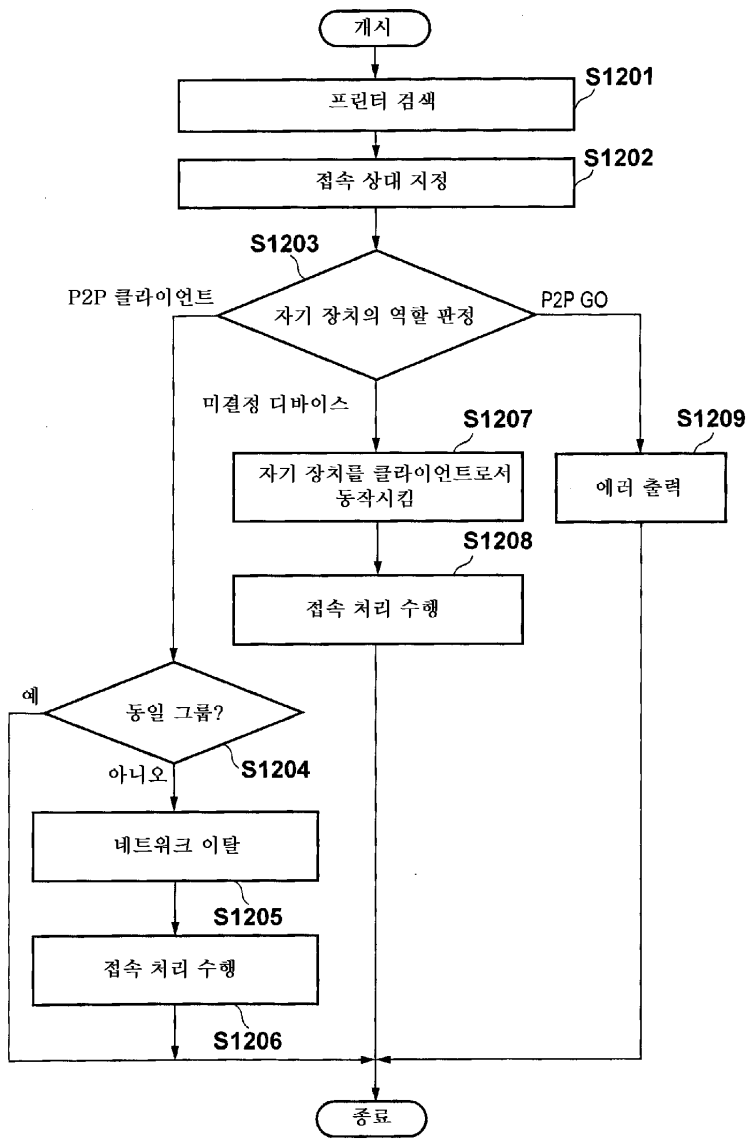 개시
S1201
프린터 검색
S1202
접속 상대 지정
S1203
P2P 클라이언트
P2P GO
자기 장치의 역할 판정
미결정 디바이스
S1207
S1209
자기 장치를 클라이언트로서
동작시킴
에러 출력
S1208
접속 처리 수행
예
동일 그룹?
S1204
아니오
네트워크 이탈
S1205
접속 처리 수행
S1206
종료